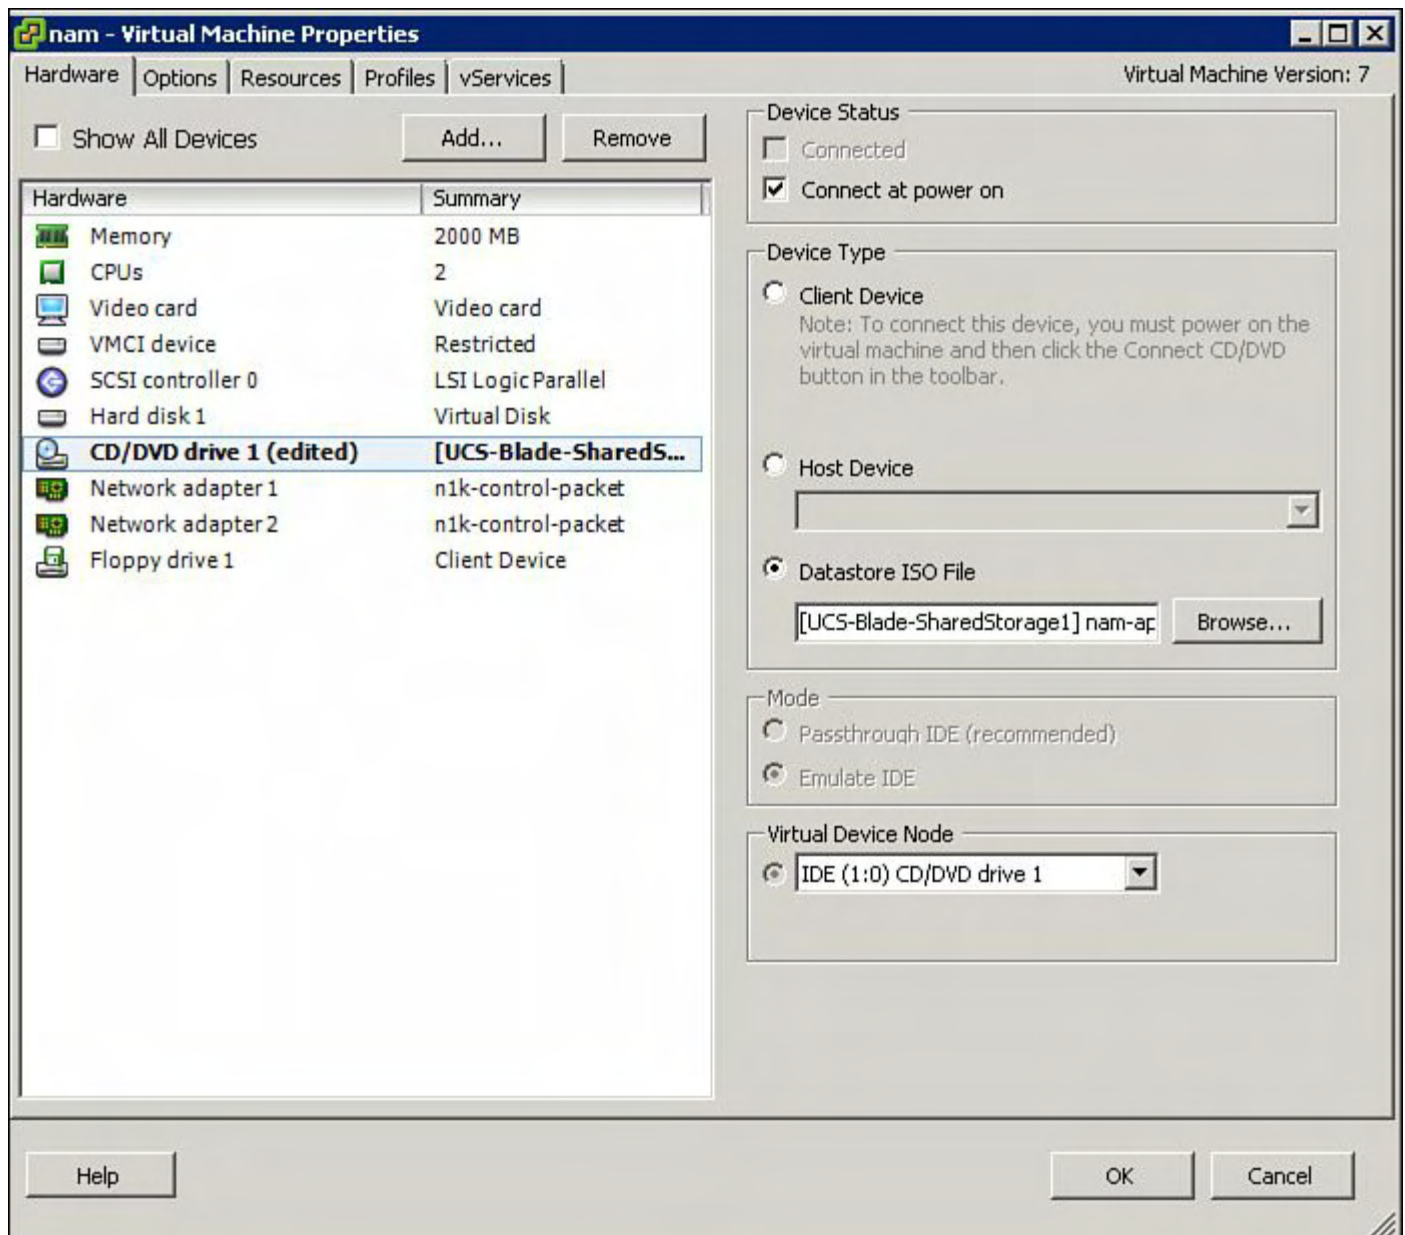 nam - Virtual Machine Properties
Hardware Options Resources Profiles vServices Virtual Machine Version: 7
Show All Devices Add... Remove
Hardware Summary
Memory 2000 MB
CPUs 2
Video card Video card
VMCI device Restricted
SCSI controller 0 LSI Logic Parallel
Hard disk 1 Virtual Disk
CD/DVD drive 1 (edited) [UCS-Blade-SharedS...
Network adapter 1 n1k-control-packet
Network adapter 2 n1k-control-packet
Floppy drive 1 Client Device
Device Status
Connected
Connect at power on
Device Type
Client Device
Note: To connect this device, you must power on the
virtual machine and then click the Connect CD/DVD
button in the toolbar.
Host Device
Datastore ISO File
[UCS-Blade-SharedStorage1] nam-ap Browse...
Mode
Passthrough IDE (recommended)
Emulate IDE
Virtual Device Node
IDE (1:0) CD/DVD drive 1
Help OK Cancel